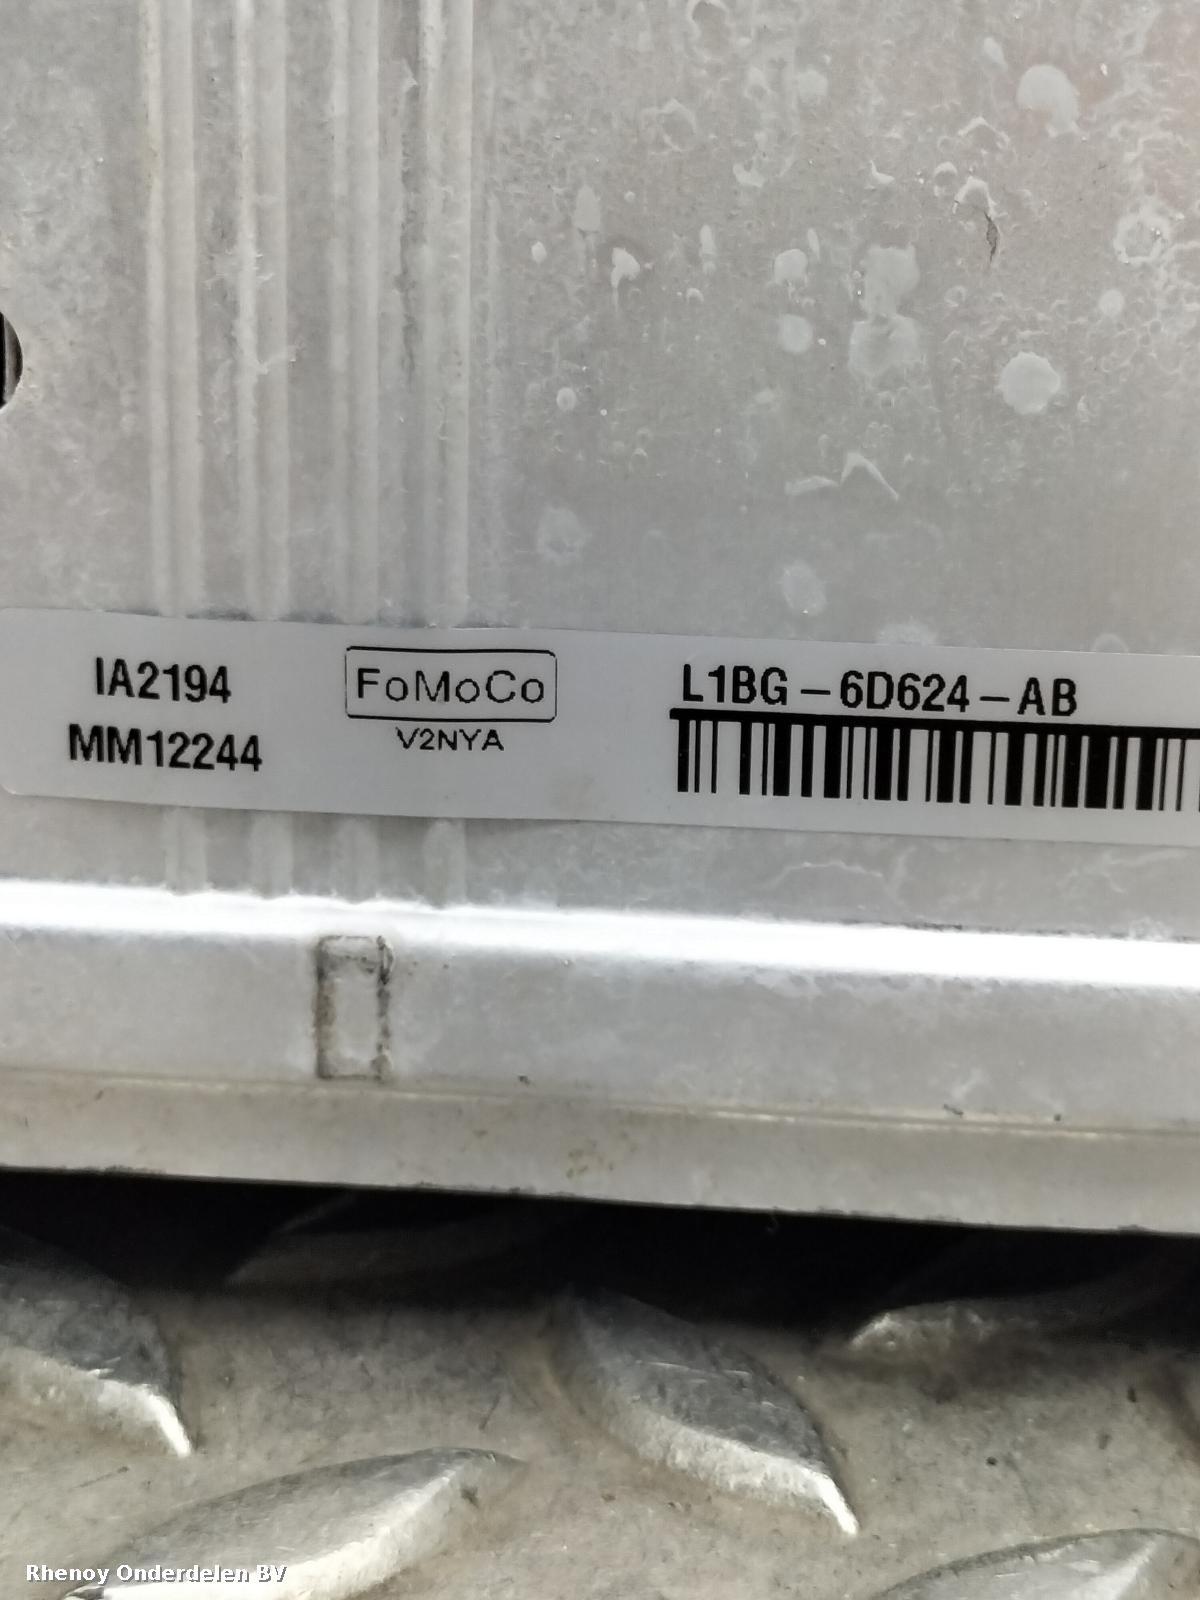 IA2194
MM12244
FoMoCo
V2NYA
L1BG-6D624-AB
Rhenoy Onderdelen BV